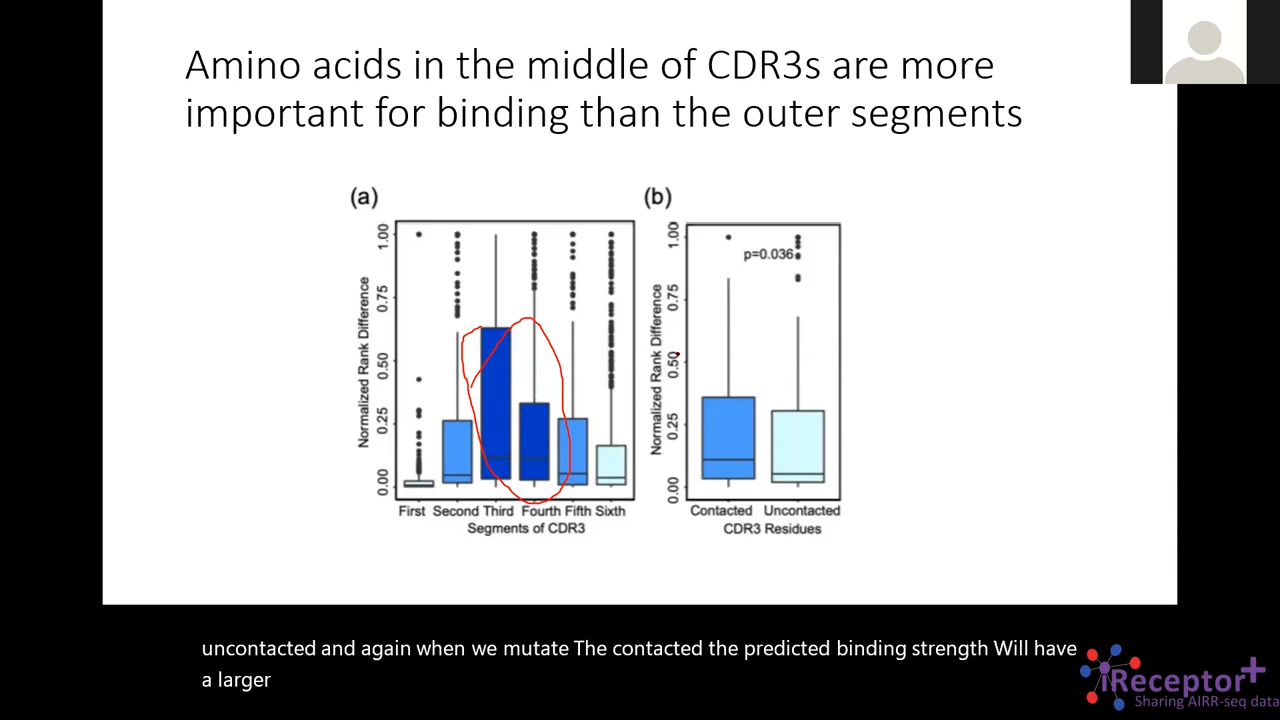 Amino acids in the middle of CDR3s are more
important for binding than the outer segments
(a)
Normalized Rank Difference
1.00
0.75
0.50
0.25
0.00
First Second Third Fourth Fifth Sixth
Segments of CDR3
(b)
Normalized Rank Difference
1.00
0.75
0.50
0.25
0.00
p=0.036
Contacted Uncontacted
CDR3 Residues
uncontacted and again when we mutate The contacted the predicted binding strength Will have
a larger
iReceptor+
Sharing AIRR-seq data